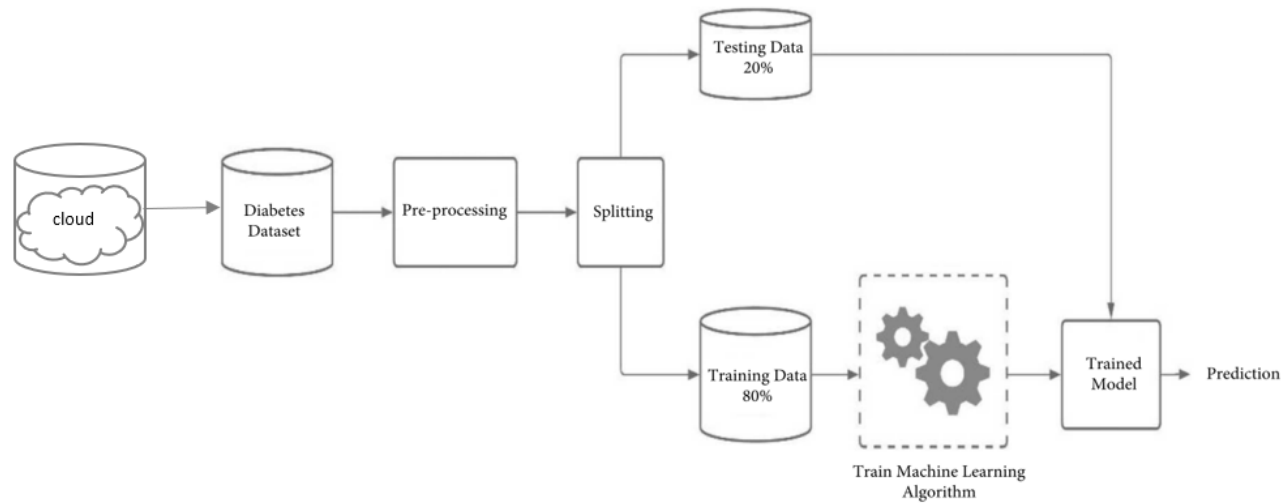 Testing Data
20%
cloud
Diabetes
Dataset
Pre-processing
Splitting
Training Data
80%
Trained
Model
Prediction
Train Machine Learning
Algorithm